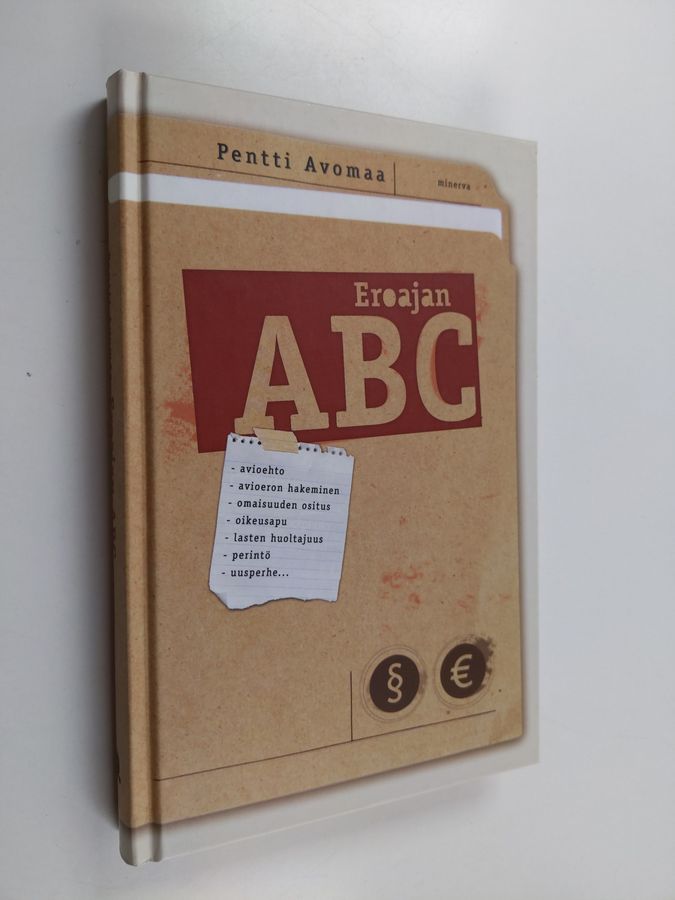 Pentti Avomaa
minerva
Eroajan
ABC
- avioehto
- avioeron hakeminen
- omaisuuden ositus
- oikeusapu
- lasten huoltajuus
- perintö
- uusperhe...
§ €